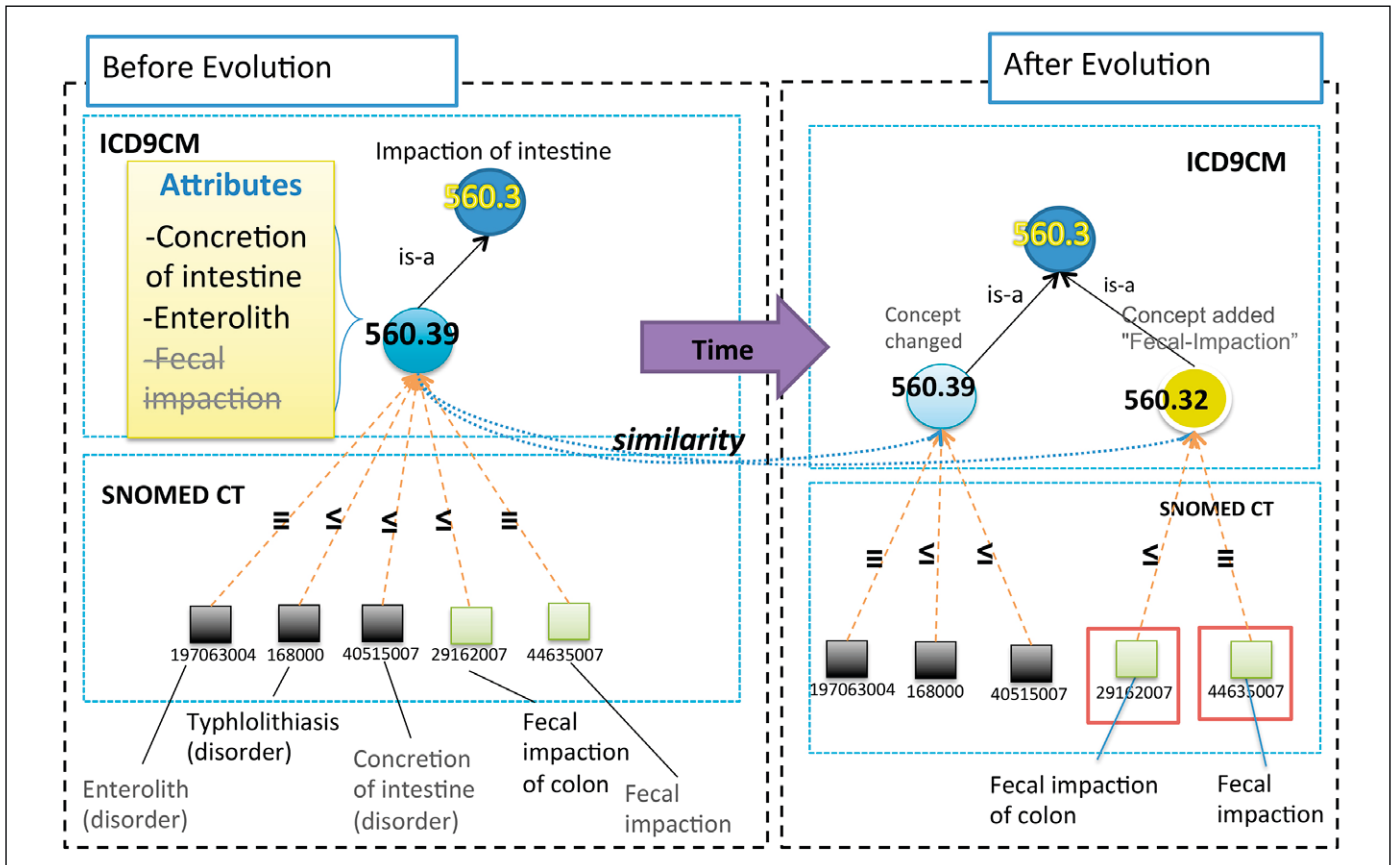 Before Evolution
ICD9CM
Attributes
-Concretion
of intestine
-Enterolith
-Fecal
impaction
Impaction of intestine
560.3
is-a
560.39
SNOMED CT
≡ ≤ ≤ ≤ ≡
197063004 168000 40515007 29162007 44635007
Enterolith
(disorder)
Typhlolithiasis
(disorder)
Concretion
of intestine
(disorder)
Fecal
impaction
of colon
Fecal
impaction
Time
similarity
After Evolution
ICD9CM
560.3
is-a
is-a
Concept
changed
Concept added
"Fecal-Impaction”
560.39
560.32
SNOMED CT
≡ ≤ ≤ ≤ ≡
197063004 168000 40515007 29162007 44635007
Fecal impaction
of colon
Fecal
impaction